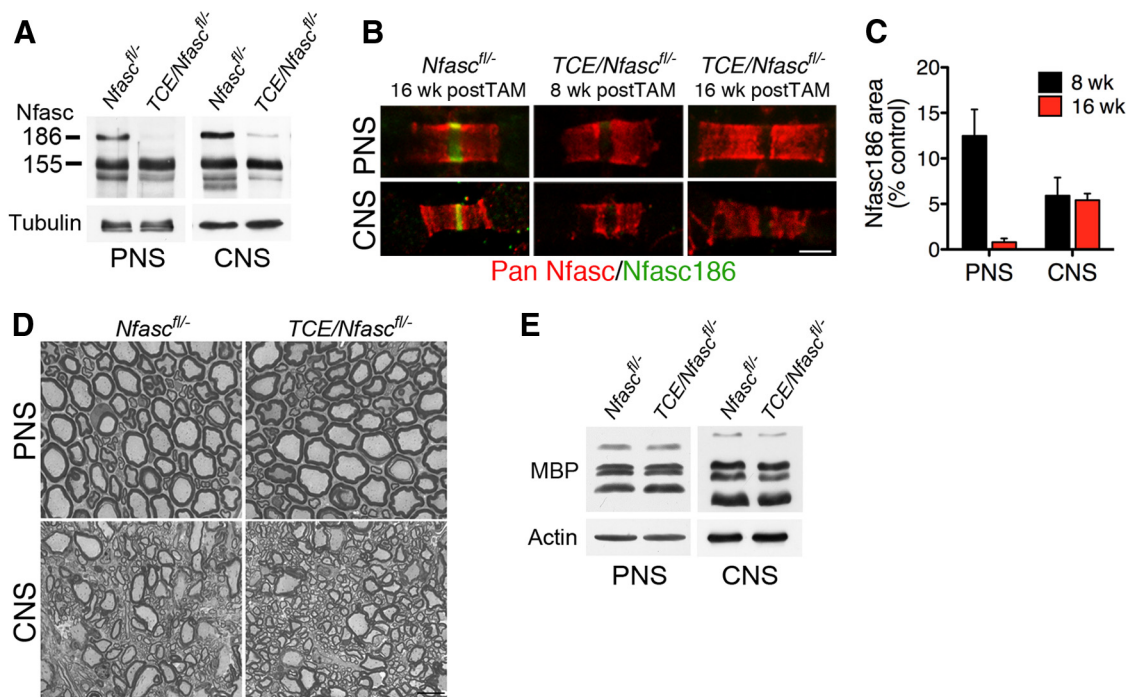 A
Nfasc fl/-
TCE/Nfasc fl/-
Nfasc fl/-
TCE/Nfasc fl/-
Nfasc
186
155
Tubulin
PNS
CNS
B
Nfasc fl/-
16 wk postTAM
TCE/Nfasc fl/-
8 wk postTAM
TCE/Nfasc fl/-
16 wk postTAM
PNS
CNS
Pan Nfasc/Nfasc186
C
Nfasc186 area
(% control)
20
15
10
5
0
8 wk
16 wk
PNS
CNS
D
Nfasc fl/-
TCE/Nfasc fl/-
PNS
CNS
E
Nfasc fl/-
TCE/Nfasc fl/-
Nfasc fl/-
TCE/Nfasc fl/-
MBP
Actin
PNS
CNS